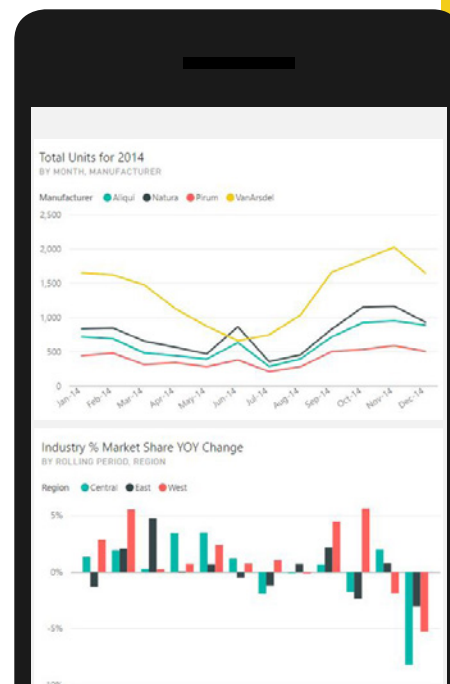 Total Units for 2014
BY MONTH, MANUFACTURER
Manufacturer Aliqui Natura Pirum VanArsdel
2,500
2,000
1,500
1,000
500
0
Jan-14 Feb-14 Mar-14 Apr-14 May-14 Jun-14 Jul-14 Aug-14 Sep-14 Oct-14 Nov-14 Dec-14
Industry % Market Share YOY Change
BY ROLLING PERIOD, REGION
Region Central East West
5%
0%
-5%